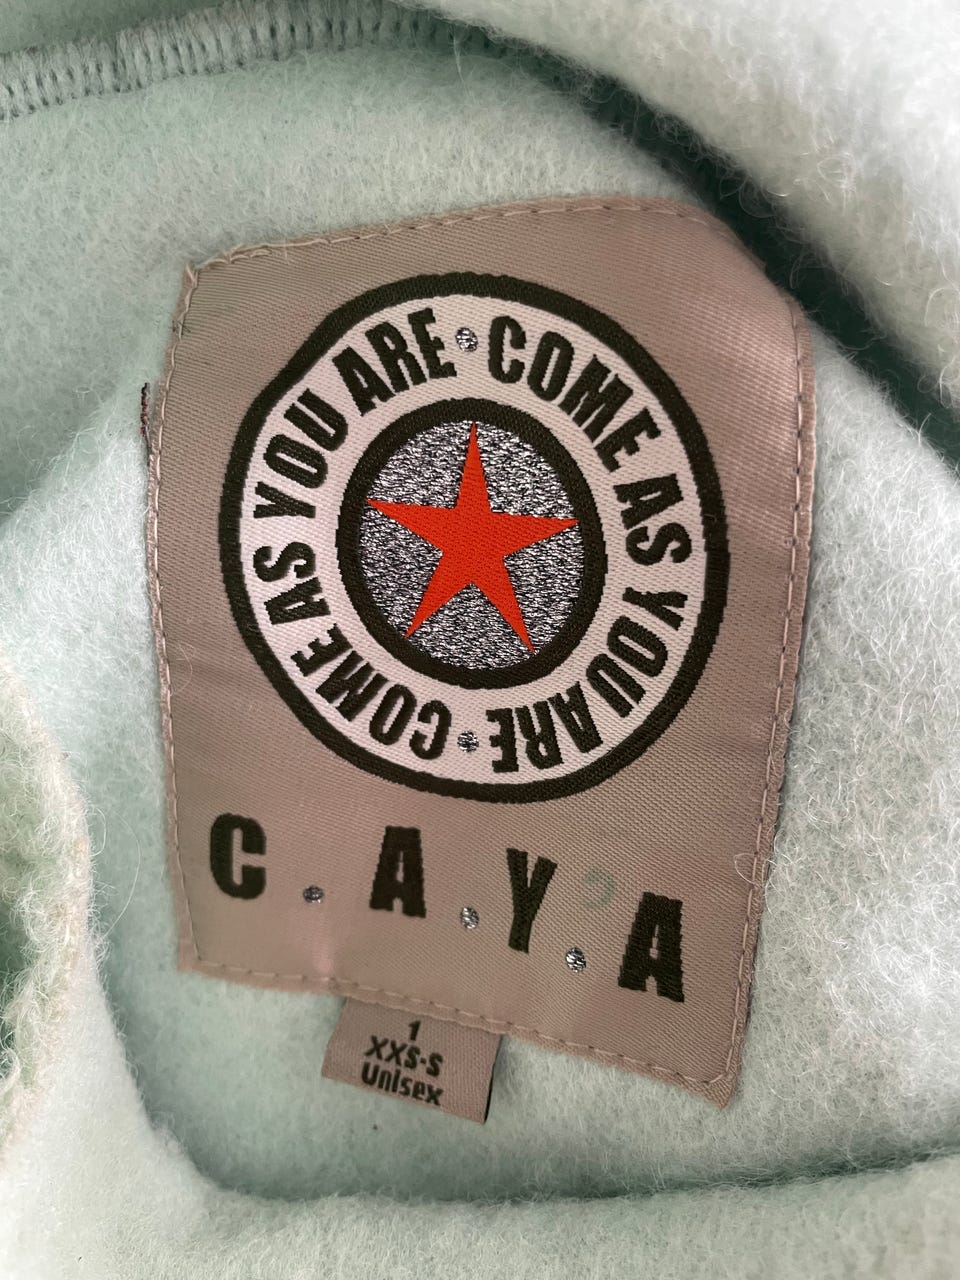 COME AS YOU ARE · COME AS YOU ARE ·
C . A . Y . A
1
XXS-S
Unisex